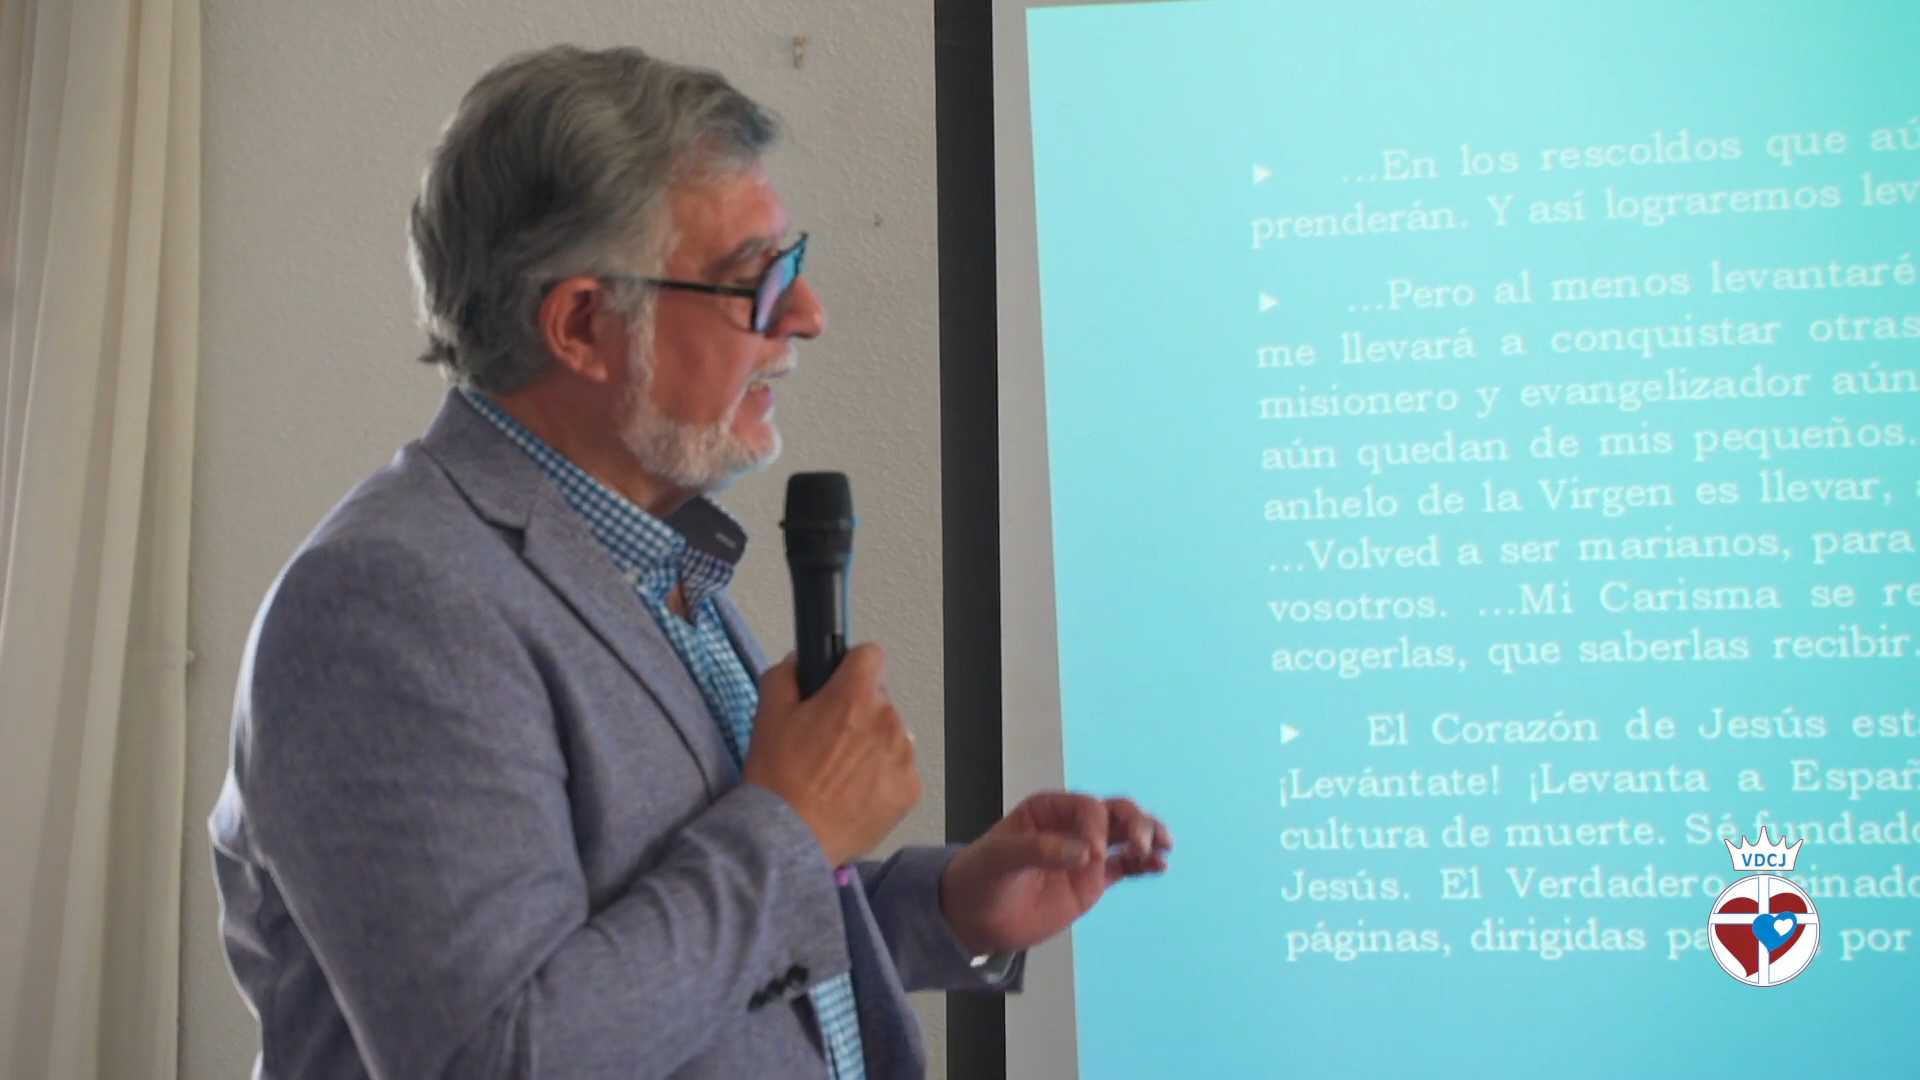 ...En los rescoldos que aú
prenderán. Y así lograremos lev
...Pero al menos levantaré
me llevará a conquistar otras
misionero y evangelizador aún
aún quedan de mis pequeños.
anhelo de la Virgen es llevar,
...Volved a ser marianos, para
vosotros. ...Mi Carisma se re
acogerlas, que saberlas recibir.
El Corazón de Jesús est
¡Levántate! ¡Levanta a Españ
cultura de muerte. Sé fundado
Jesús. El Verdadero Reinado
páginas, dirigidas pa por
VDCJ